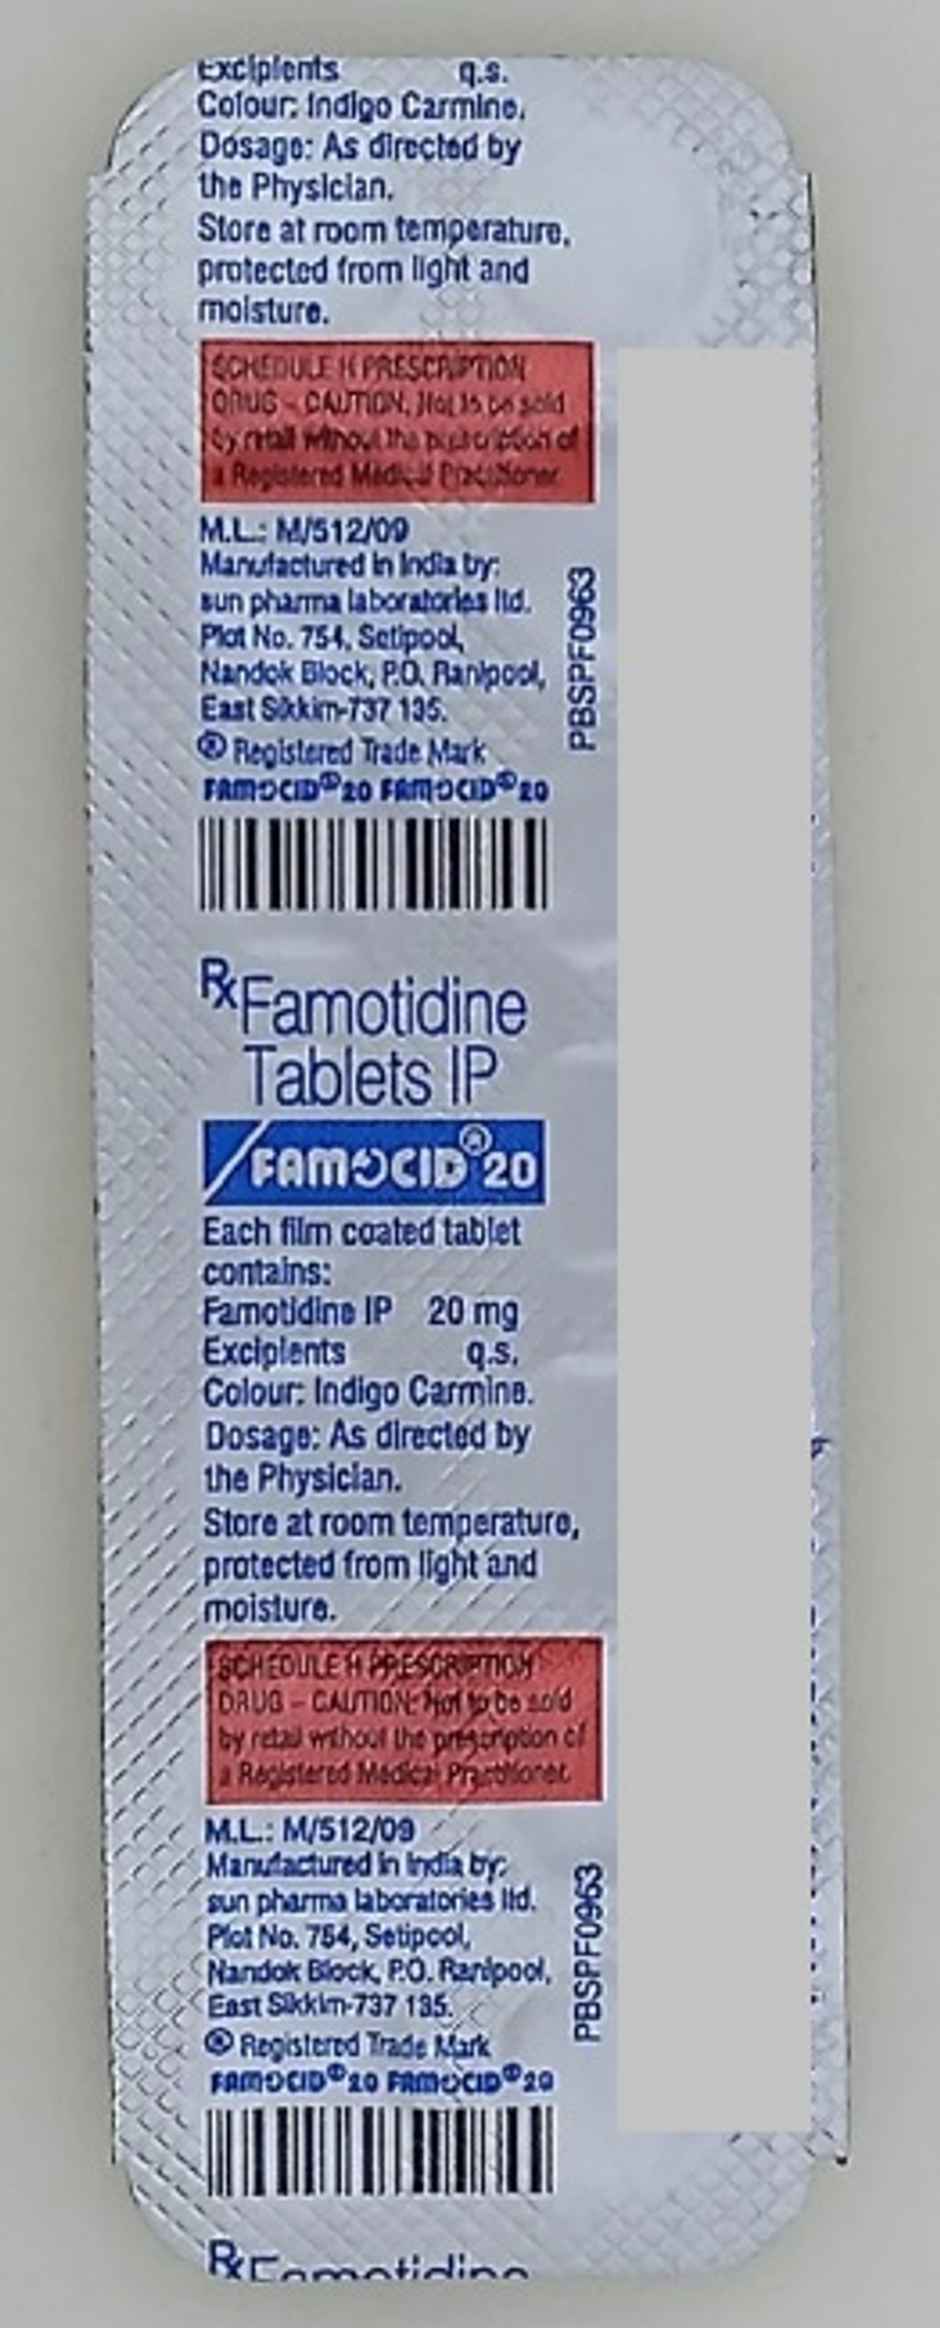 Excipients q.s.
Colour: Indigo Carmine.
Dosage: As directed by
the Physician.
Store at room temperature,
protected from light and
moisture.
SCHEDULE H PRESCRIPTION
DRUG - CAUTION. Not to be sold
by retail without the prescription of
a Registered Medical Practitioner.
M.L.: M/512/09
Manufactured in India by:
sun pharma laboratories ltd.
Plot No. 754, Setipool,
Nandok Block, P.O. Ranipool,
East Sikkim-737 135.
® Registered Trade Mark
FAMOCID®20 FAMOCID®20
PBSPF0963
Rx Famotidine
Tablets IP
FAMOCID®20
Each film coated tablet
contains:
Famotidine IP 20 mg
Excipients q.s.
Colour: Indigo Carmine.
Dosage: As directed by
the Physician.
Store at room temperature,
protected from light and
moisture.
SCHEDULE H PRESCRIPTION
DRUG – CAUTION: Not to be sold
by retail without the prescription of
a Registered Medical Practitioner.
M.L.: M/512/09
Manufactured in India by:
sun pharma laboratories ltd.
Plot No. 754, Setipool,
Nandok Block, P.O. Ranipool,
East Sikkim-737 135.
® Registered Trade Mark
FAMOCID®20 FAMOCID®20
PBSPF0963
Rx Famotidine